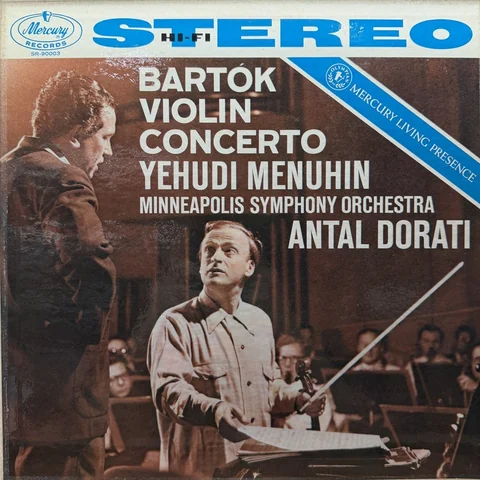 Mercury
RECORDS
SR-90003
STEREO
HI-FI
BARTÓK
VIOLIN
CONCERTO
YEHUDI MENUHIN
MINNEAPOLIS SYMPHONY ORCHESTRA
ANTAL DORATI
MERCURY LIVING PRESENCE